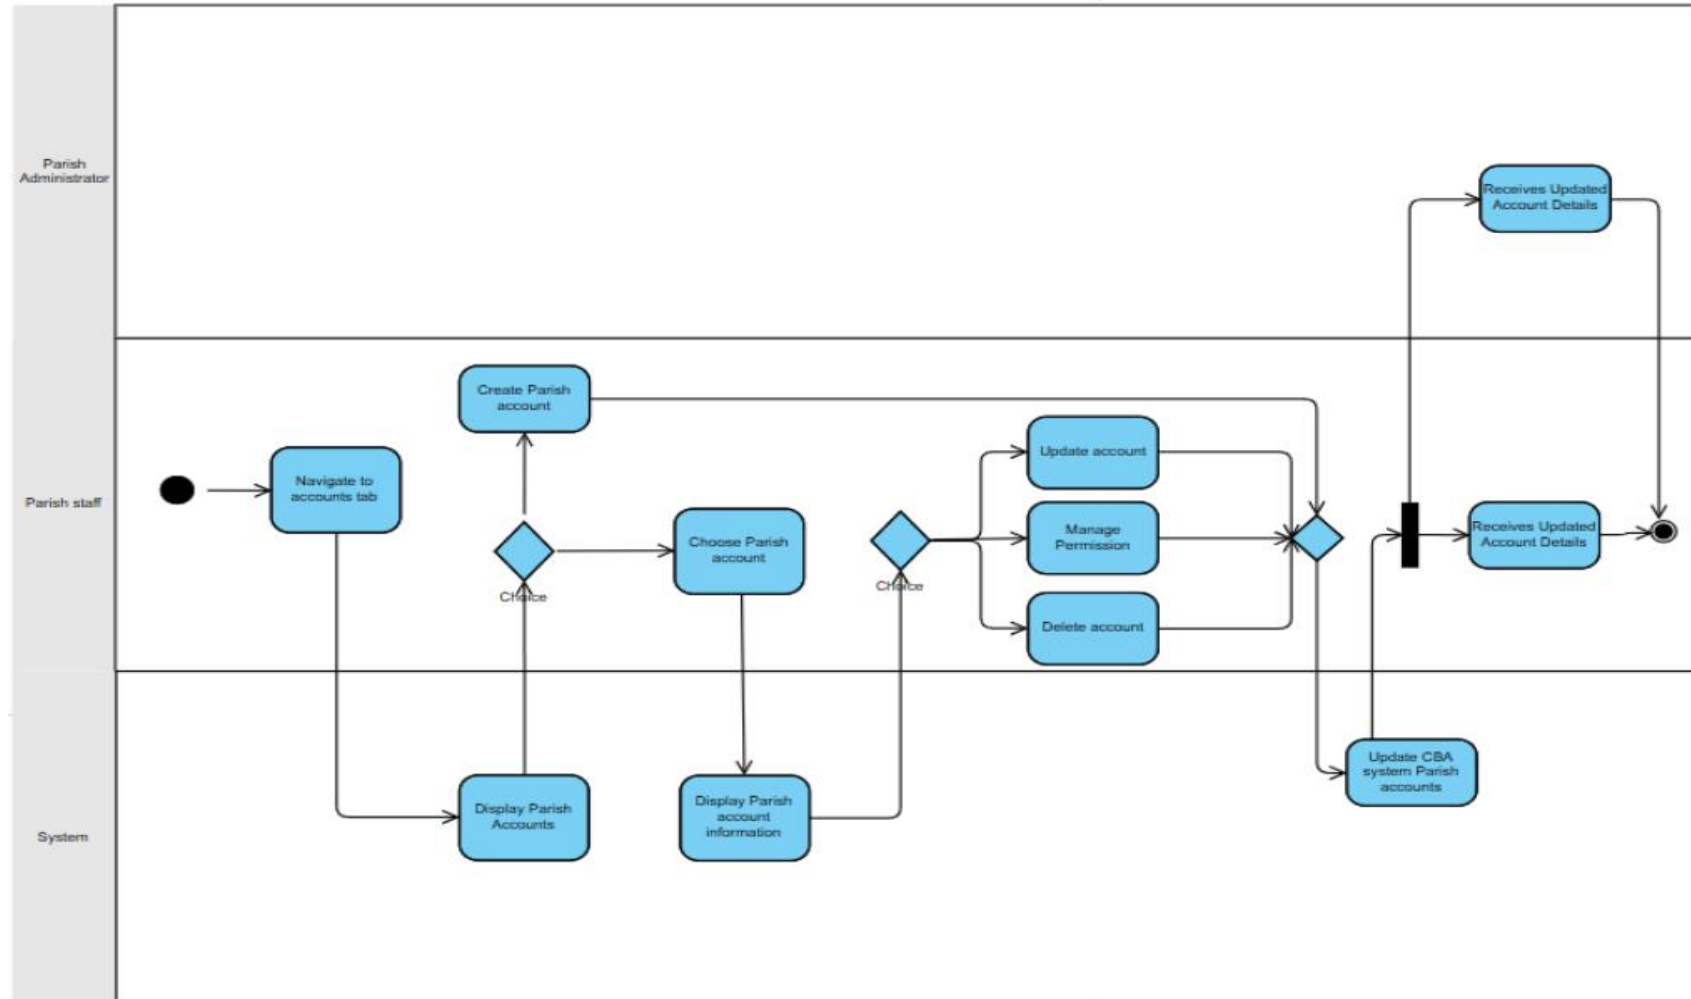 Parish
Administrator
Receives Updated
Account Details
Parish staff
Navigate to
accounts tab
Create Parish
account
Choice
Choose Parish
account
Choice
Update account
Manage
Permission
Delete account
Receives Updated
Account Details
System
Display Parish
Accounts
Display Parish
account
information
Update CBA
system Parish
accounts